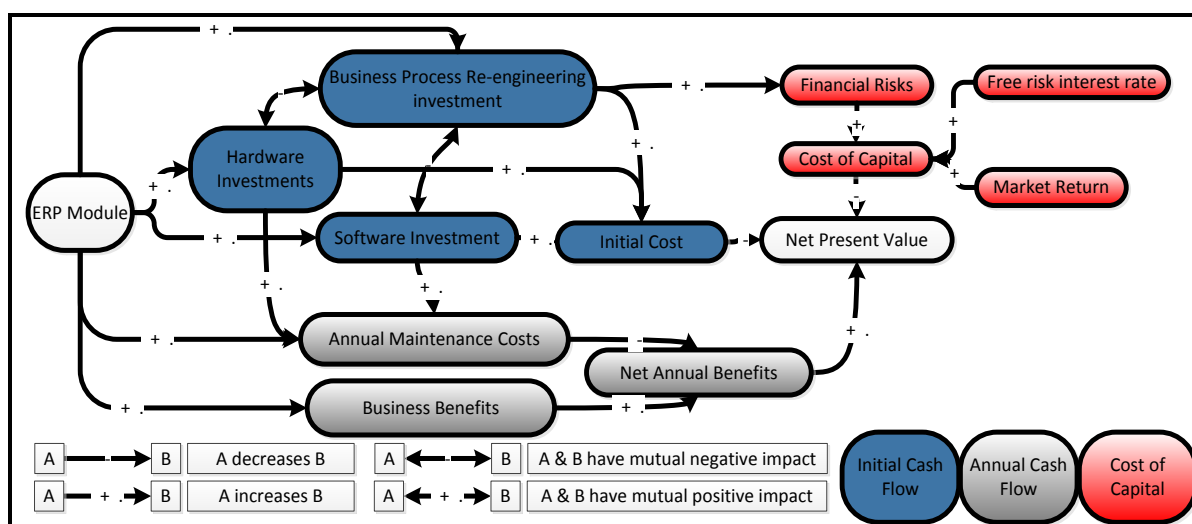 + .
Business Process Re-engineering
investment
+ .
Financial Risks
Free risk interest rate
-
+
+
+ .
Hardware
Investments
Cost of Capital
+ .
+ .
+
Market Return
ERP Module
-
-
+ .
Software Investment
+ .
Initial Cost
-
Net Present Value
+ .
+ .
Annual Maintenance Costs
-
+ .
Net Annual Benefits
+ .
Business Benefits
+ .
A
-
B
A decreases B
A
-
B
A & B have mutual negative impact
A
+ .
B
A increases B
A
+ .
B
A & B have mutual positive impact
Initial Cash
Flow
Annual Cash
Flow
Cost of
Capital